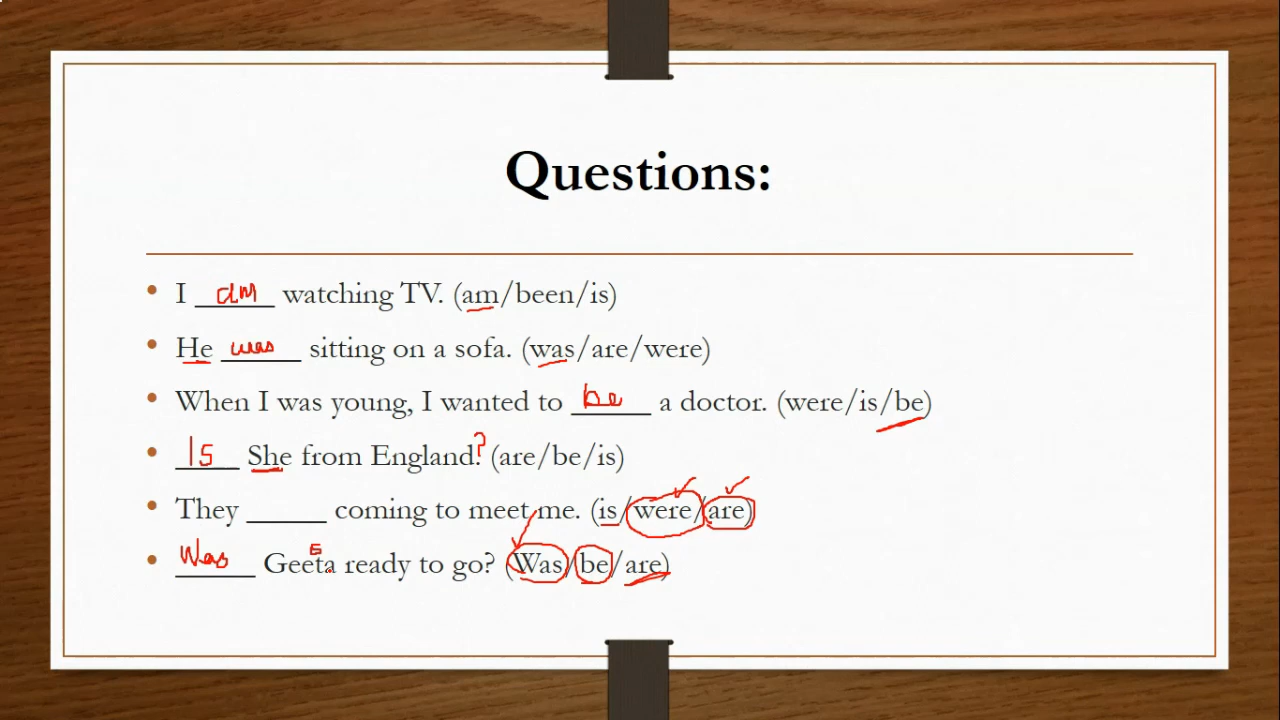 Questions:
• I am watching TV. (am/been/is)
• He was sitting on a sofa. (was/are/were)
• When I was young, I wanted to be a doctor. (were/is/be)
• Is She from England? (are/be/is)
• They ______ coming to meet me. (is/were/are)
• Was Geeta ready to go? (Was/be/are)